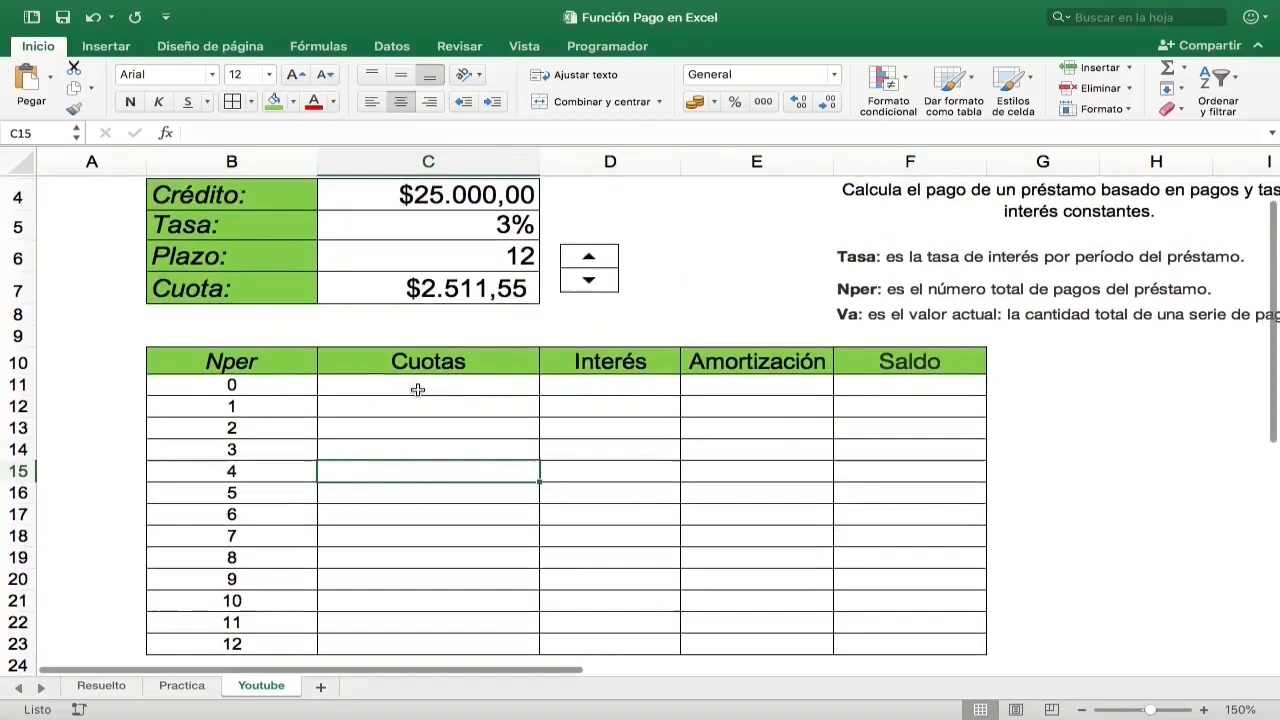 Función Pago en Excel
Buscar en la hoja
Inicio Insertar Diseño de página Fórmulas Datos Revisar Vista Programador Compartir
Pegar
Arial 12
N K S
A
Ajustar texto
Combinar y centrar
General
% 000
Formato condicional
Dar formato como tabla
Estilos de celda
Insertar
Eliminar
Formato
Ordenar y filtrar
C15 fx
A B C D E F G H I
4 Crédito: $25.000,00
5 Tasa: 3%
6 Plazo: 12
7 Cuota: $2.511,55
8
9
Calcula el pago de un préstamo basado en pagos y tas
interés constantes.
Tasa: es la tasa de interés por período del préstamo.
Nper: es el número total de pagos del préstamo.
Va: es el valor actual: la cantidad total de una serie de pag
10 Nper Cuotas Interés Amortización Saldo
11 0
12 1
13 2
14 3
15 4
16 5
17 6
18 7
19 8
20 9
21 10
22 11
23 12
24
Resuelto Practica Youtube
Listo 150%